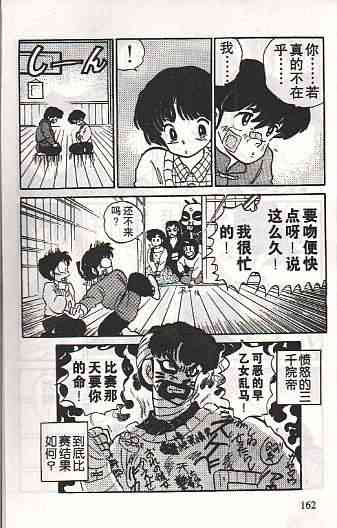 你……若
真的不在
乎……
我……
！
しーん
要吻便快
点呀！说
这么久！
我很忙
的！
还不来
吗？
愤怒的三
千院帝
可恶的早
乙女乱马！
比赛那
天要你
的命！
到底比
赛结果
如何？
162